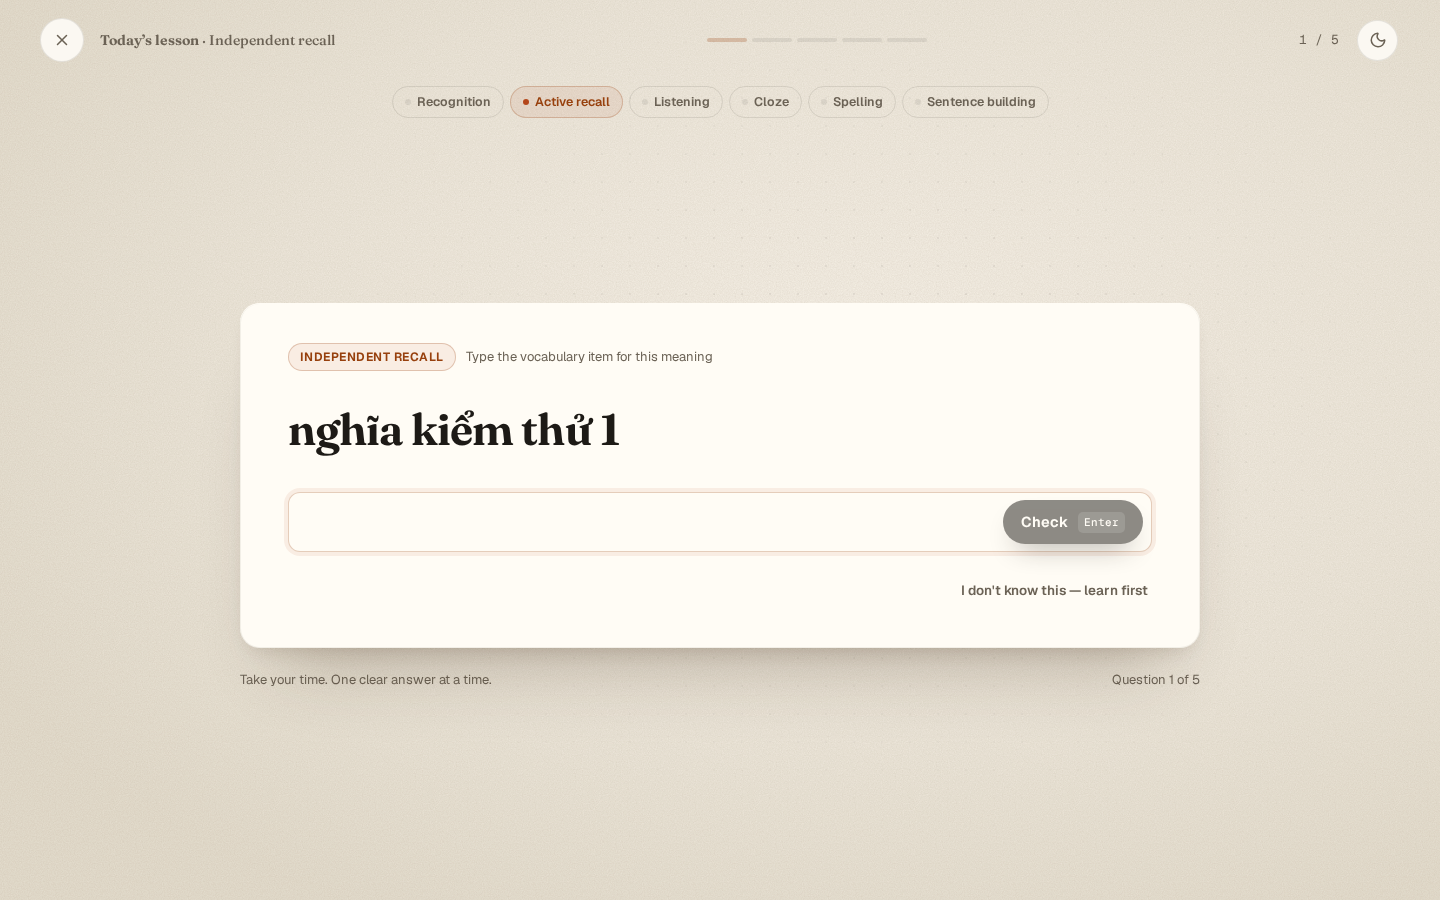 Today's lesson · Independent recall
1 / 5
Recognition
Active recall
Listening
Cloze
Spelling
Sentence building
INDEPENDENT RECALL Type the vocabulary item for this meaning
nghĩa kiểm thử 1
Check Enter
I don't know this — learn first
Take your time. One clear answer at a time.
Question 1 of 5